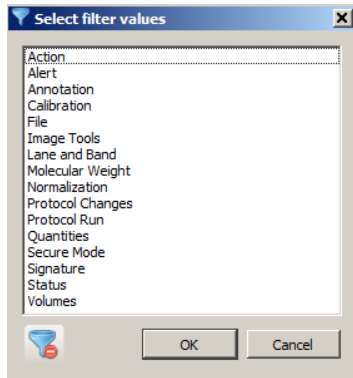 Select filter values
Action
Alert
Annotation
Calibration
File
Image Tools
Lane and Band
Molecular Weight
Normalization
Protocol Changes
Protocol Run
Quantities
Secure Mode
Signature
Status
Volumes
OK Cancel